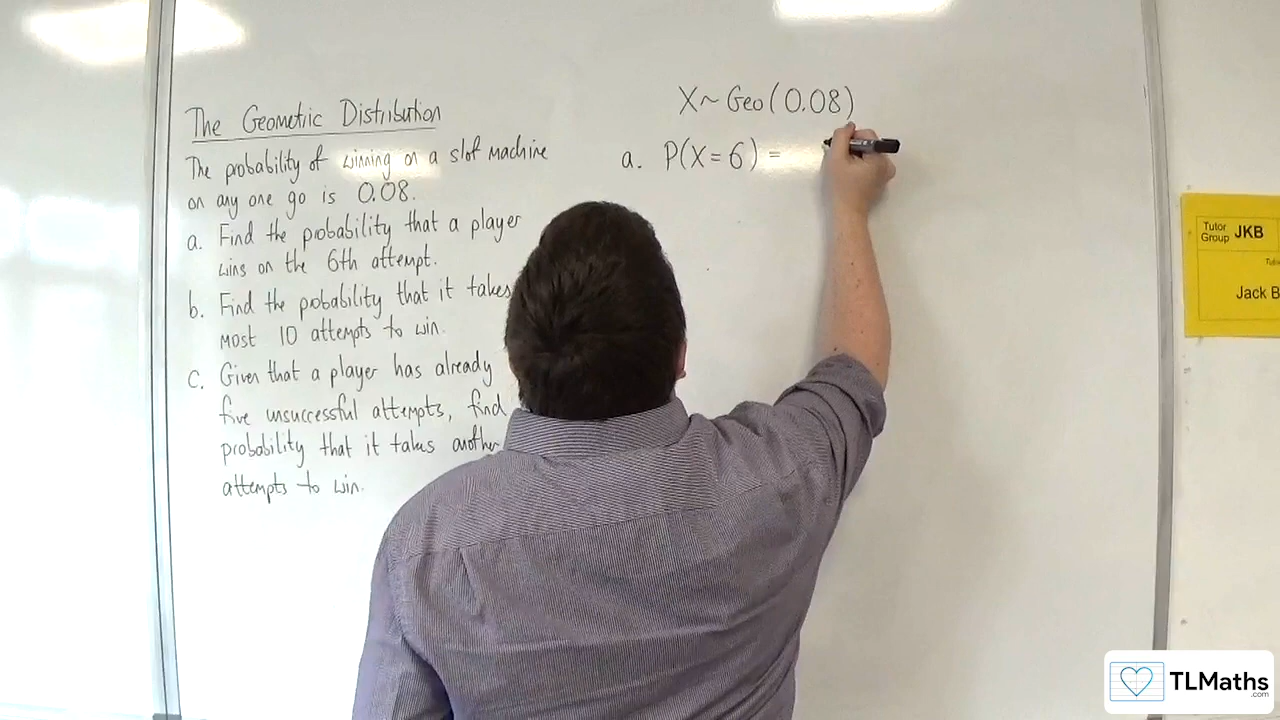 The Geometric Distribution
The probability of winning on a slot machine
on any one go is 0.08.
a. Find the probability that a player
wins on the 6th attempt.
b. Find the probability that it takes
most 10 attempts to win.
c. Given that a player has already
five unsuccessful attempts, find
probability that it takes another
attempts to win.
X~Geo(0.08)
a. P(X=6) =
Tutor
Group JKB
Jack B
TLMaths
.com